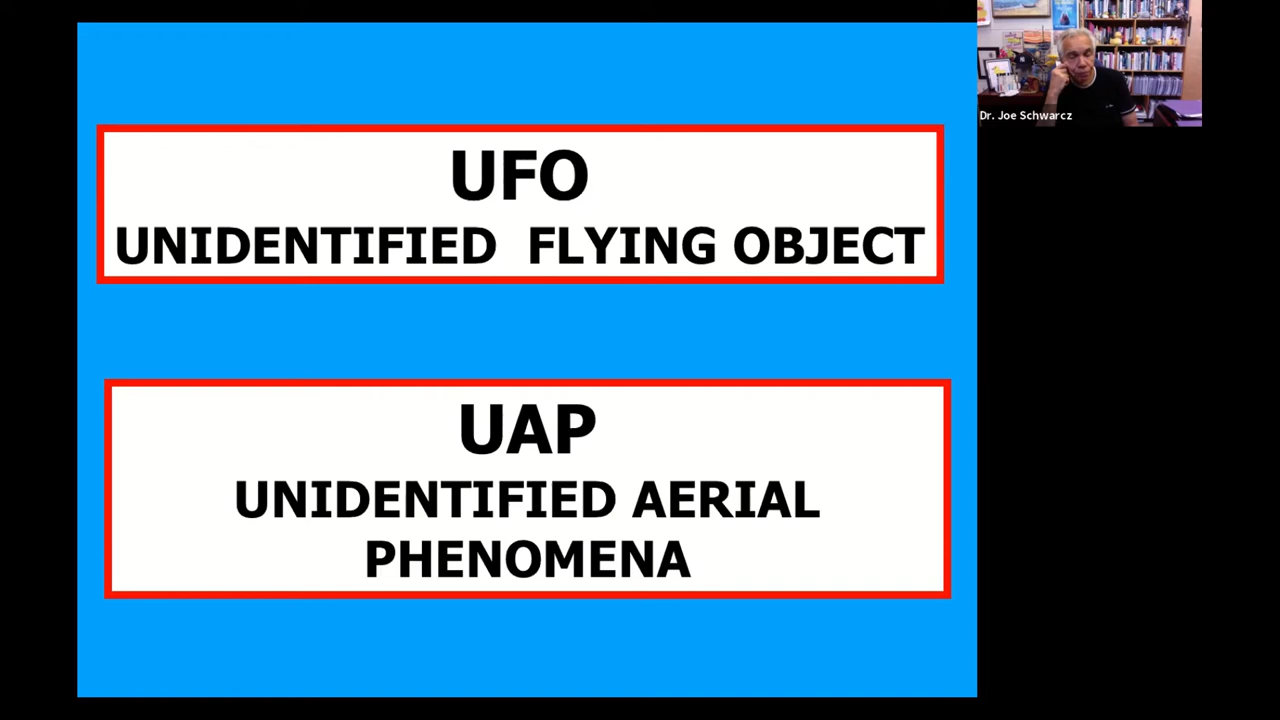 UFO
UNIDENTIFIED  FLYING OBJECT
UAP
UNIDENTIFIED AERIAL
PHENOMENA
Dr. Joe Schwarcz